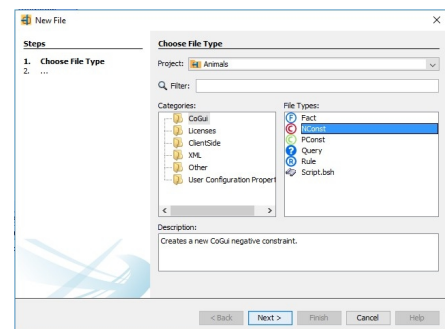 New File
Steps
1. Choose File Type
2. ...
Choose File Type
Project: Animals
Filter:
Categories:
CoGui
Licenses
ClientSide
XML
Other
User Configuration Propert
File Types:
Fact
NConst
PConst
Query
Rule
Script.bsh
Description:
Creates a new CoGui negative constraint.
< Back Next > Finish Cancel Help